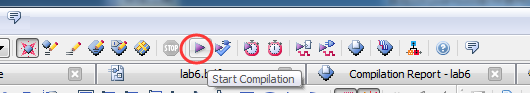 STOP
lab6.b
Compilation Report - lab6
Start Compilation